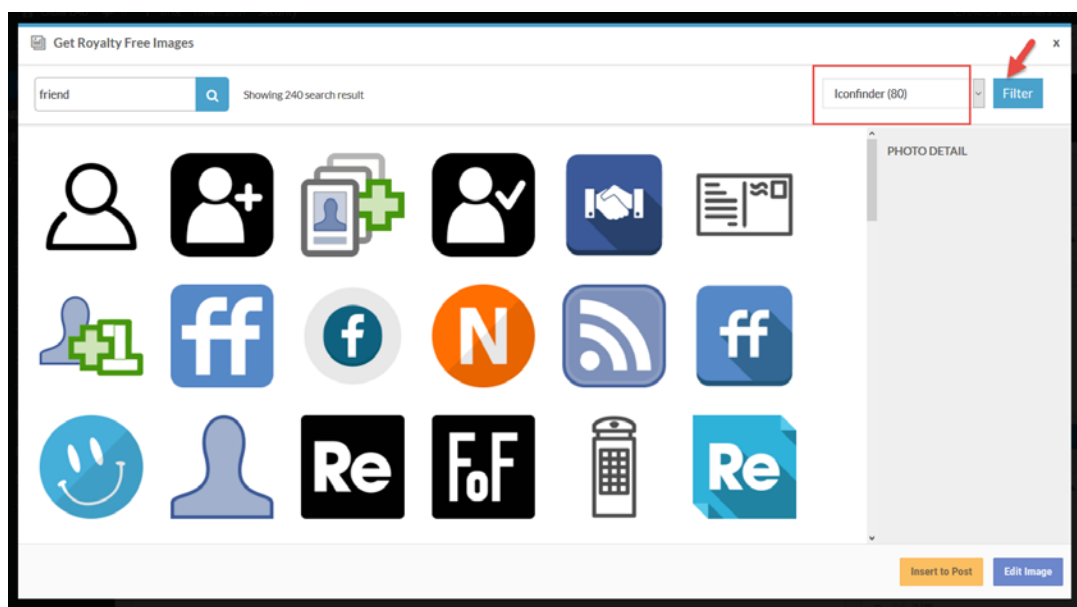 Get Royalty Free Images
x
friend
Showing 240 search result
Iconfinder (80)
Filter
PHOTO DETAIL
ff
f
N
ff
Re
FoF
Re
Insert to Post
Edit Image